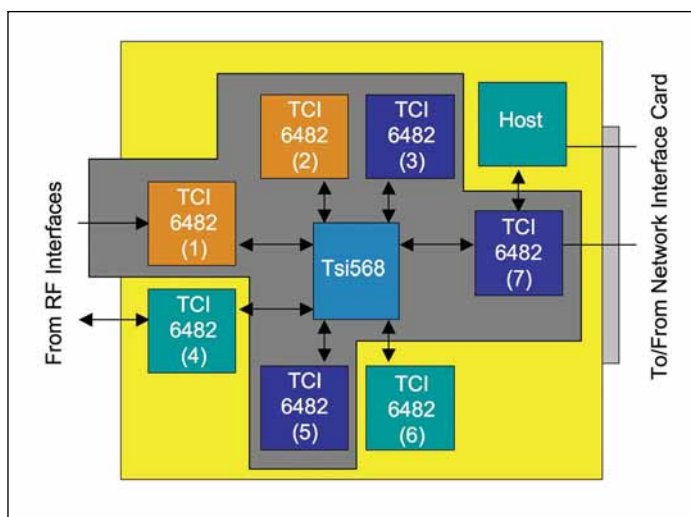 TCI
6482
(2)
TCI
6482
(3)
Host
TCI
6482
(1)
Tsi568
TCI
6482
(7)
TCI
6482
(4)
TCI
6482
(5)
TCI
6482
(6)
From RF Interfaces
To/From Network Interface Card